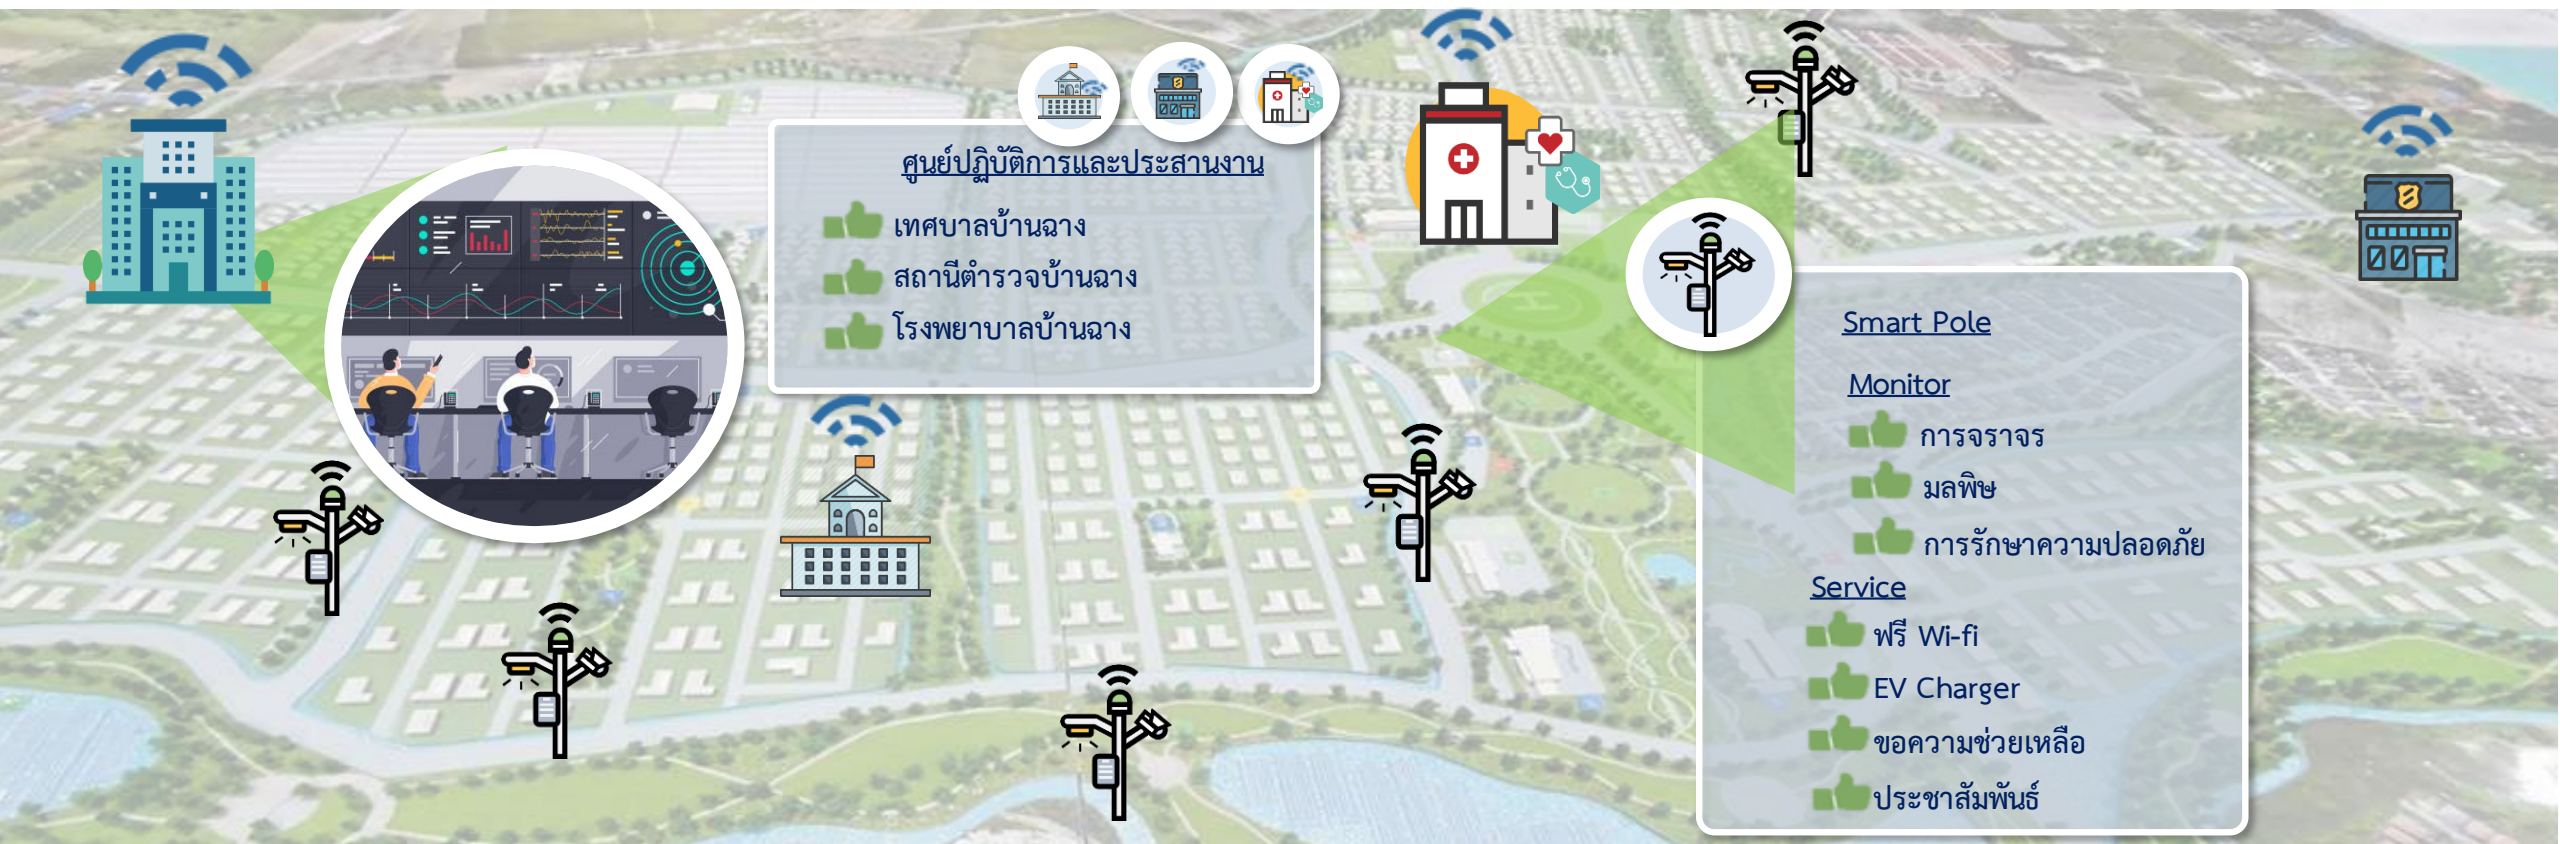 ศูนย์ปฏิบัติการและประสานงาน
เทศบาลบ้านฉาง
สถานีตำรวจบ้านฉาง
โรงพยาบาลบ้านฉาง
Smart Pole
Monitor
การจราจร
มลพิษ
การรักษาความปลอดภัย
Service
ฟรี Wi-fi
EV Charger
ขอความช่วยเหลือ
ประชาสัมพันธ์